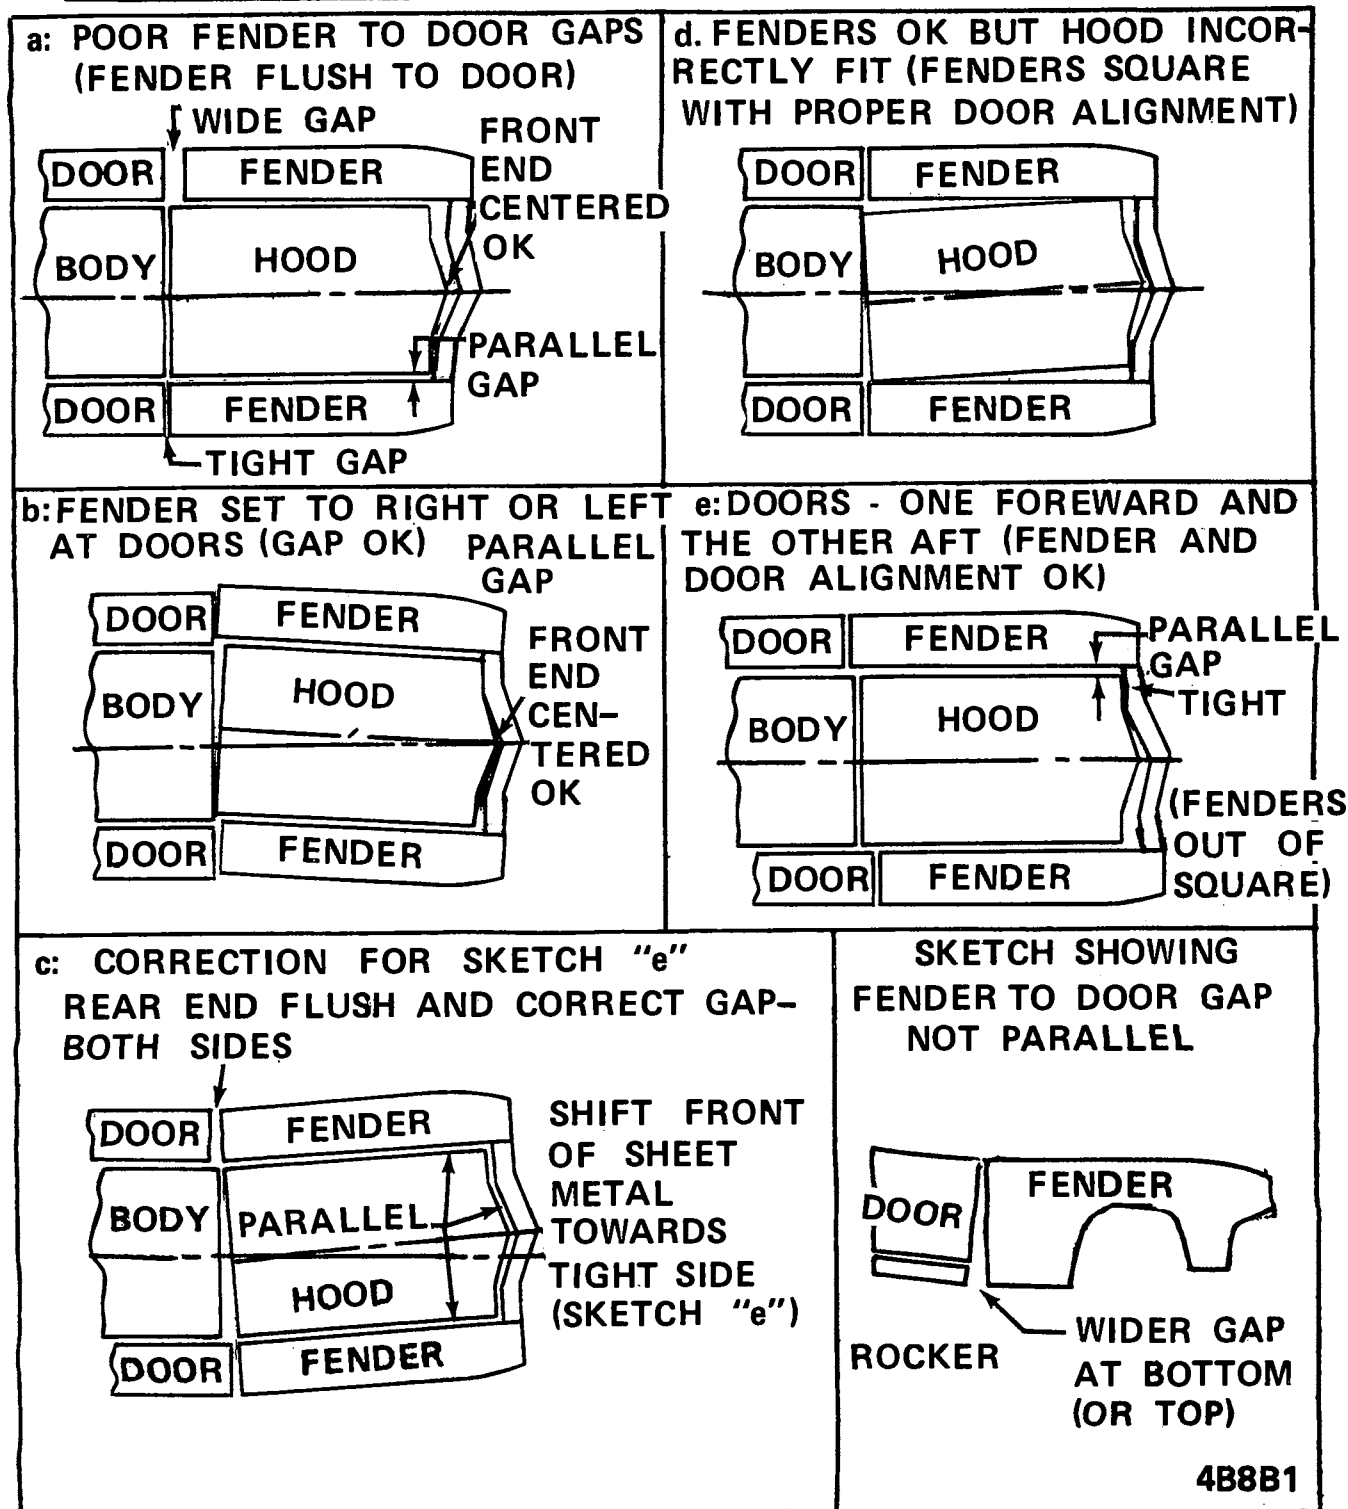 a: POOR FENDER TO DOOR GAPS
(FENDER FLUSH TO DOOR)
WIDE GAP
FRONT
END
CENTERED
OK
DOOR
FENDER
BODY
HOOD
PARALLEL
GAP
DOOR
FENDER
TIGHT GAP
d. FENDERS OK BUT HOOD INCOR-
RECTLY FIT (FENDERS SQUARE
WITH PROPER DOOR ALIGNMENT)
DOOR
FENDER
BODY
HOOD
DOOR
FENDER
b: FENDER SET TO RIGHT OR LEFT
AT DOORS (GAP OK)
PARALLEL
GAP
DOOR
FENDER
FRONT
END
CEN-
TERED
OK
BODY
HOOD
DOOR
FENDER
e: DOORS - ONE FOREWARD AND
THE OTHER AFT (FENDER AND
DOOR ALIGNMENT OK)
DOOR
FENDER
PARALLEL
GAP
TIGHT
BODY
HOOD
(FENDERS
OUT OF
SQUARE)
DOOR
FENDER
c: CORRECTION FOR SKETCH "e"
REAR END FLUSH AND CORRECT GAP-
BOTH SIDES
DOOR
FENDER
SHIFT FRONT
OF SHEET
METAL
TOWARDS
TIGHT SIDE
(SKETCH "e")
BODY
PARALLEL
HOOD
DOOR
FENDER
SKETCH SHOWING
FENDER TO DOOR GAP
NOT PARALLEL
DOOR
FENDER
ROCKER
WIDER GAP
AT BOTTOM
(OR TOP)
4B8B1